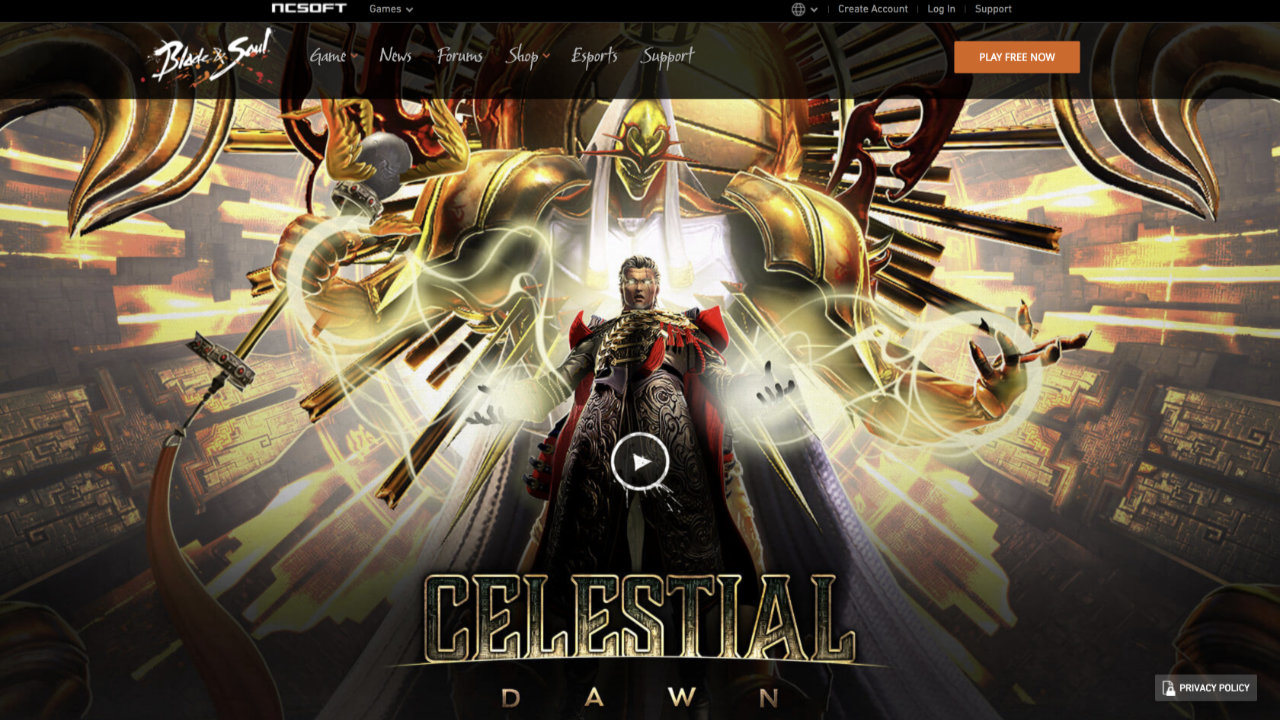 NCSOFT Games Create Account Log In Support
Blade & Soul Game News Forums Shop Esports Support PLAY FREE NOW
CELESTIAL
DAWN
PRIVACY POLICY